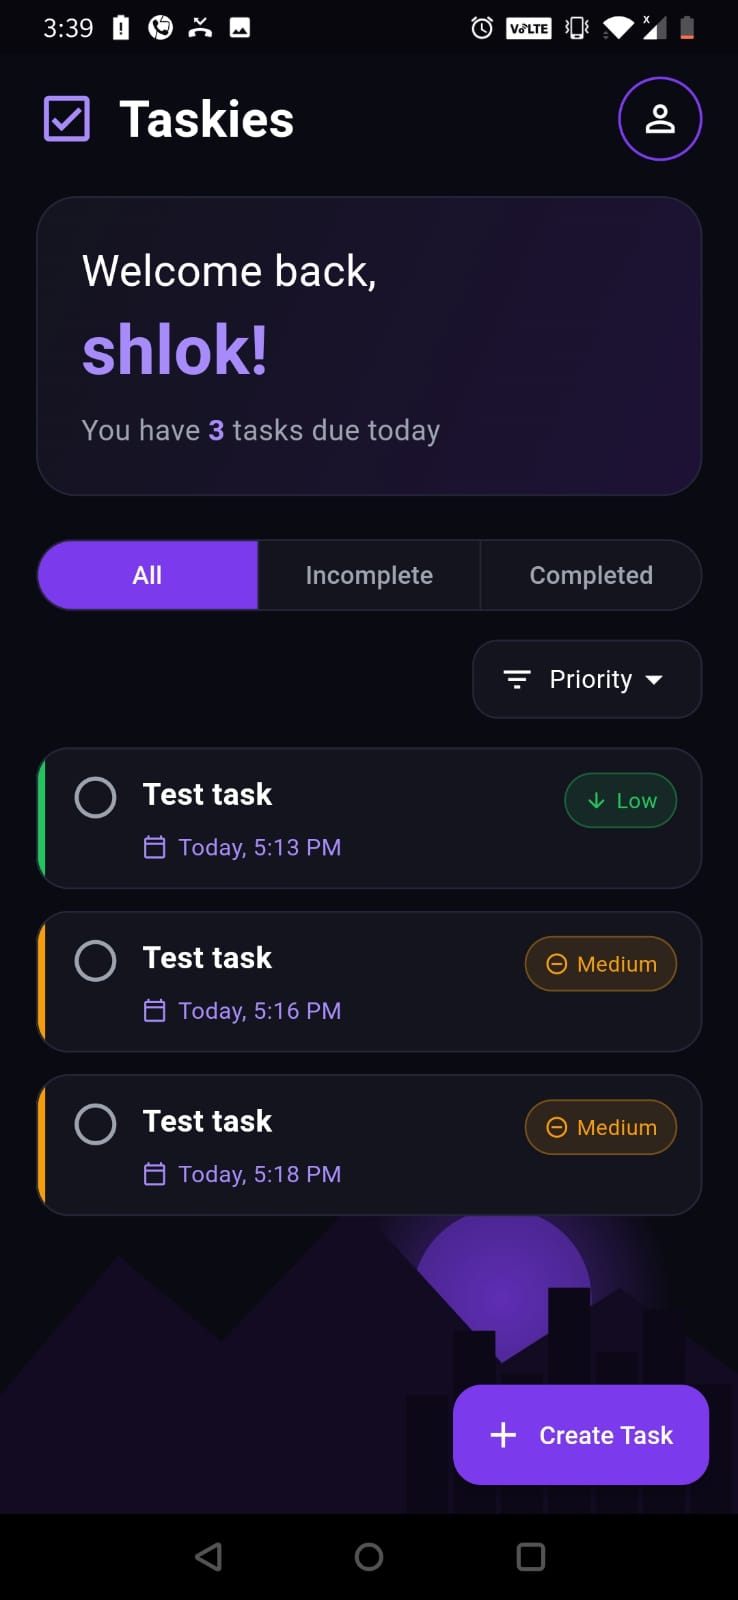 3:39 VoLTE
Taskies
Welcome back,
shlok!
You have 3 tasks due today
All Incomplete Completed
Priority
Test task Low
Today, 5:13 PM
Test task Medium
Today, 5:16 PM
Test task Medium
Today, 5:18 PM
Create Task